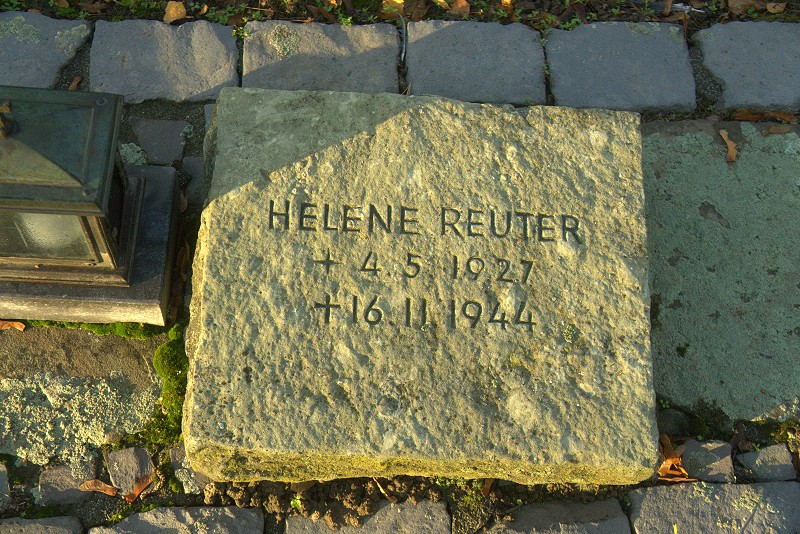 HELENE REUTER
+ 4.5.1927
+ 16.11.1944